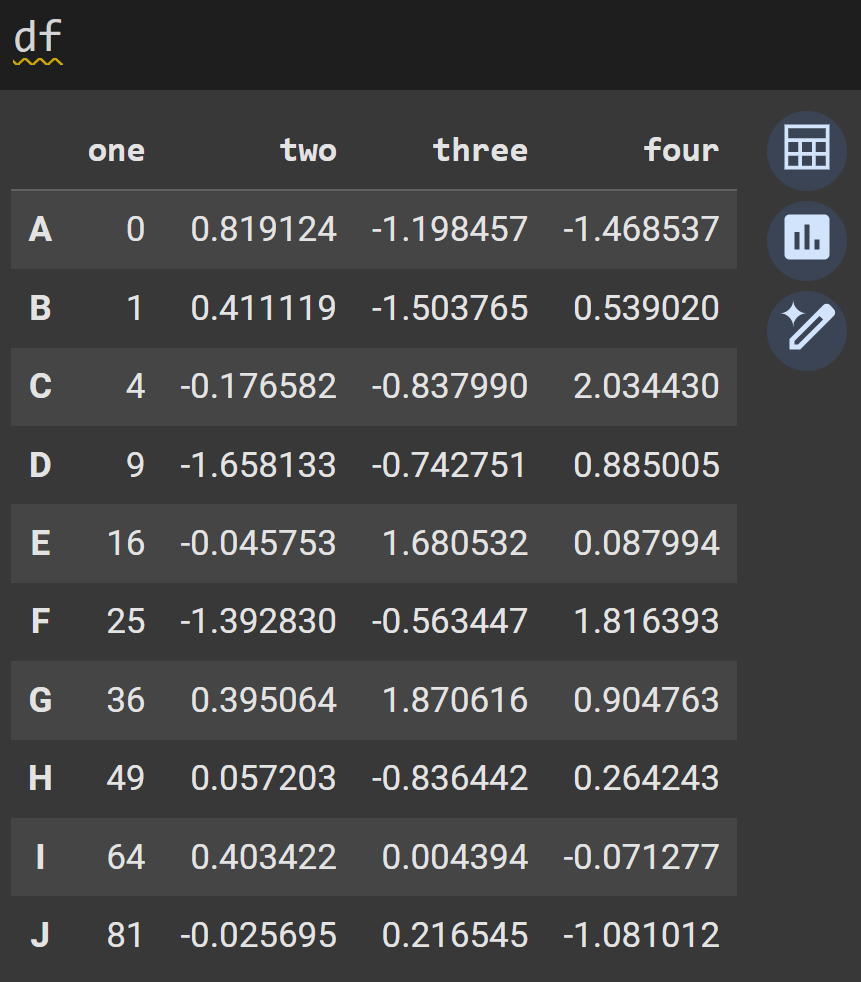 df
one two three four
A 0 0.819124 -1.198457 -1.468537
B 1 0.411119 -1.503765 0.539020
C 4 -0.176582 -0.837990 2.034430
D 9 -1.658133 -0.742751 0.885005
E 16 -0.045753 1.680532 0.087994
F 25 -1.392830 -0.563447 1.816393
G 36 0.395064 1.870616 0.904763
H 49 0.057203 -0.836442 0.264243
I 64 0.403422 0.004394 -0.071277
J 81 -0.025695 0.216545 -1.081012